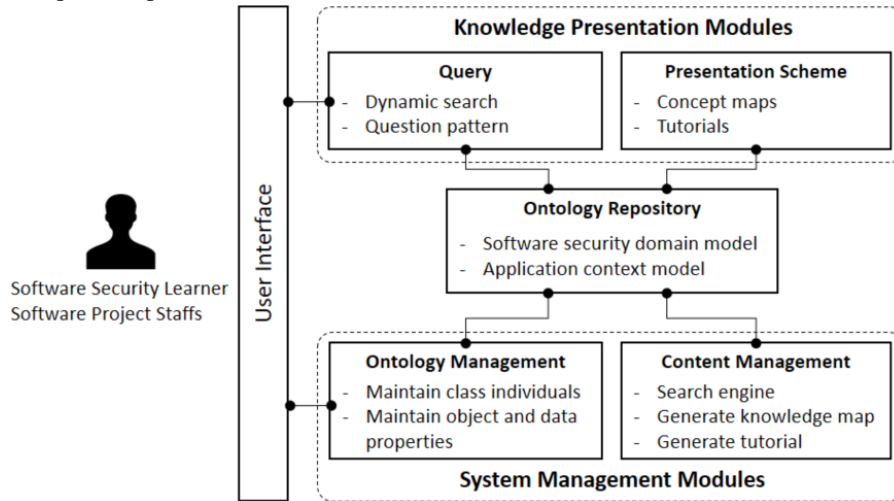 Knowledge Presentation Modules
Query
- Dynamic search
- Question pattern
Presentation Scheme
- Concept maps
- Tutorials
User Interface
Software Security Learner
Software Project Staffs
Ontology Repository
- Software security domain model
- Application context model
Ontology Management
- Maintain class individuals
- Maintain object and data
properties
Content Management
- Search engine
- Generate knowledge map
- Generate tutorial
System Management Modules